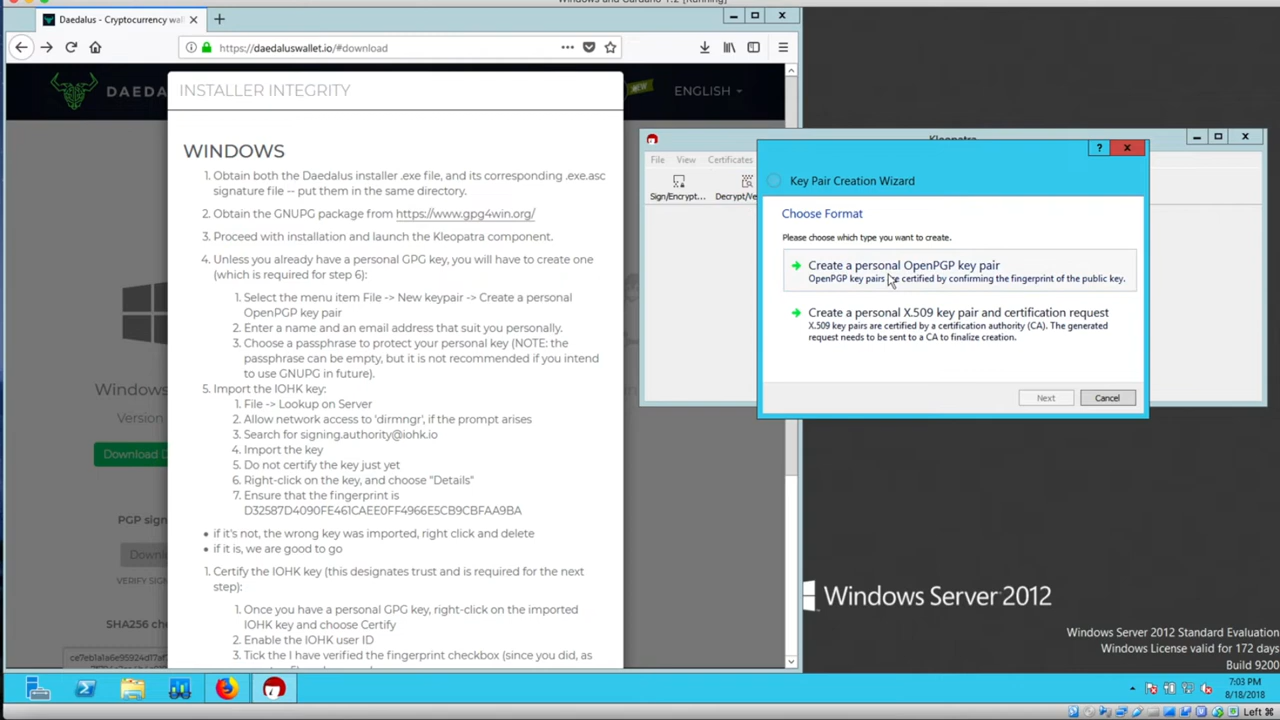 Windows and Cardano 1.2 [Running]
Daedalus - Cryptocurrency wal
https://daedaluswallet.io/#download
DAEDA
INSTALLER INTEGRITY
NEW
ENGLISH
WINDOWS
1. Obtain both the Daedalus installer .exe file, and its corresponding .exe.asc
signature file -- put them in the same directory.
2. Obtain the GNUPG package from https://www.gpg4win.org/
3. Proceed with installation and launch the Kleopatra component.
4. Unless you already have a personal GPG key, you will have to create one
(which is required for step 6):
1. Select the menu item File -> New keypair -> Create a personal
OpenPGP key pair
2. Enter a name and an email address that suit you personally.
3. Choose a passphrase to protect your personal key (NOTE: the
passphrase can be empty, but it is not recommended if you intend
to use GNUPG in future).
5. Import the IOHK key:
1. File -> Lookup on Server
2. Allow network access to 'dirmngr', if the prompt arises
3. Search for signing.authority@iohk.io
4. Import the key
5. Do not certify the key just yet
6. Right-click on the key, and choose "Details"
7. Ensure that the fingerprint is
D32587D4090FE461CAEE0FF4966E5CB9CBFAA9BA
• if it's not, the wrong key was imported, right click and delete
• if it is, we are good to go
1. Certify the IOHK key (this designates trust and is required for the next
step):
1. Once you have a personal GPG key, right-click on the imported
IOHK key and choose Certify
2. Enable the IOHK user ID
3. Tick the I have verified the fingerprint checkbox (since you did, as
Windows
Version
Download D
PGP sign
Downlo
VERIFY SIGN
SHA256 che
ce7eb1a1a6e95924d17af
Kleopatra
File View Certificates
Sign/Encrypt... Decrypt/Ve
? 
Key Pair Creation Wizard
Choose Format
Please choose which type you want to create.
Create a personal OpenPGP key pair
OpenPGP key pairs are certified by confirming the fingerprint of the public key.
Create a personal X.509 key pair and certification request
X.509 key pairs are certified by a certification authority (CA). The generated
request needs to be sent to a CA to finalize creation.
Next Cancel
Windows Server 2012
Windows Server 2012 Standard Evaluation
Windows License valid for 172 days
Build 9200
7:03 PM
8/18/2018
Left ⌘